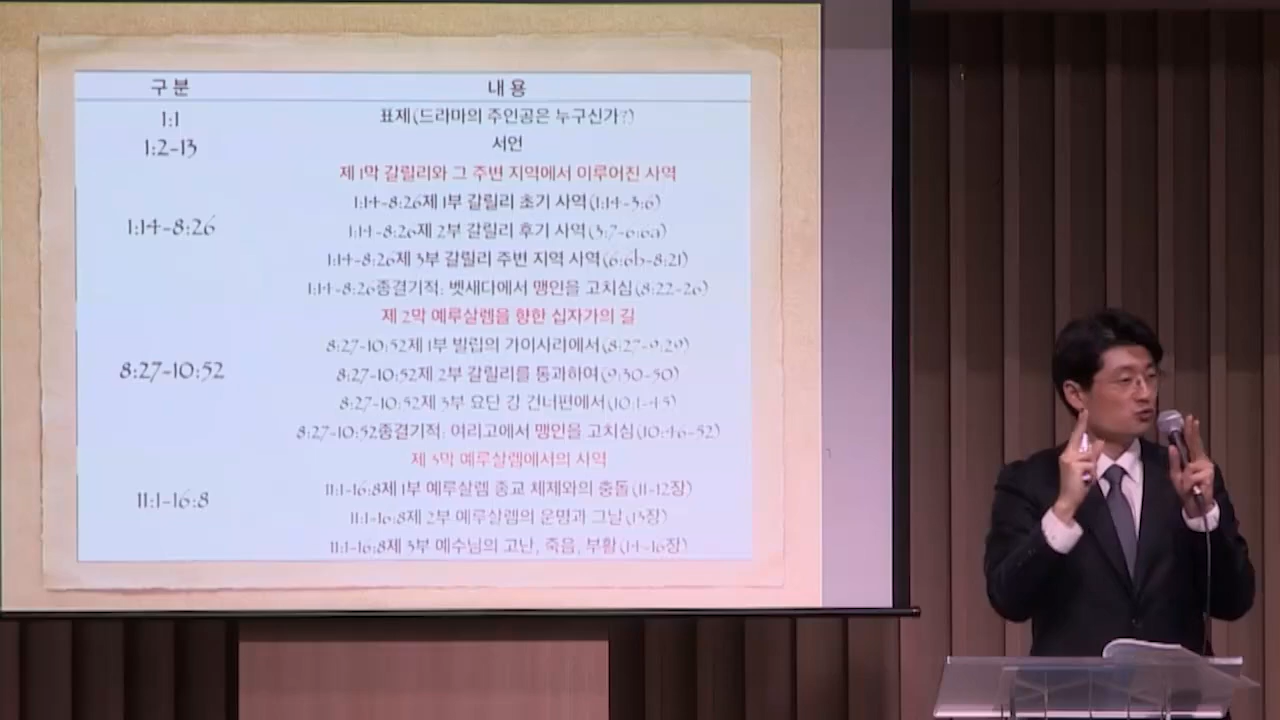 구 분 내 용
1:1 표제(드라마의 주인공은 누구신가?)
1:2-13 서언
제 1막 갈릴리와 그 주변 지역에서 이루어진 사역
1:14-8:26제 1부 갈릴리 초기 사역(1:14-3:6)
1:14-8:26 1:14-8:26제 2부 갈릴리 후기 사역(3:7-6:6a)
1:14-8:26제 3부 갈릴리 주변 지역 사역(6:6b-8:21)
1:14-8:26종결기적: 벳새다에서 맹인을 고치심(8:22-26)
제 2막 예루살렘을 향한 십자가의 길
8:27-10:52제 1부 빌립의 가이사리에서(8:27-9:29)
8:27-10:52 8:27-10:52제 2부 갈릴리를 통과하여(9:30-50)
8:27-10:52제 3부 요단 강 건너편에서(10:1-45)
8:27-10:52종결기적: 여리고에서 맹인을 고치심(10:46-52)
제 3막 예루살렘에서의 사역
11:1-16:8 11:1-16:8제 1부 예루살렘 종교 체제와의 충돌(11-12장)
11:1-16:8제 2부 예루살렘의 운명과 그날(13장)
11:1-16:8제 3부 예수님의 고난, 죽음, 부활(14-16장)